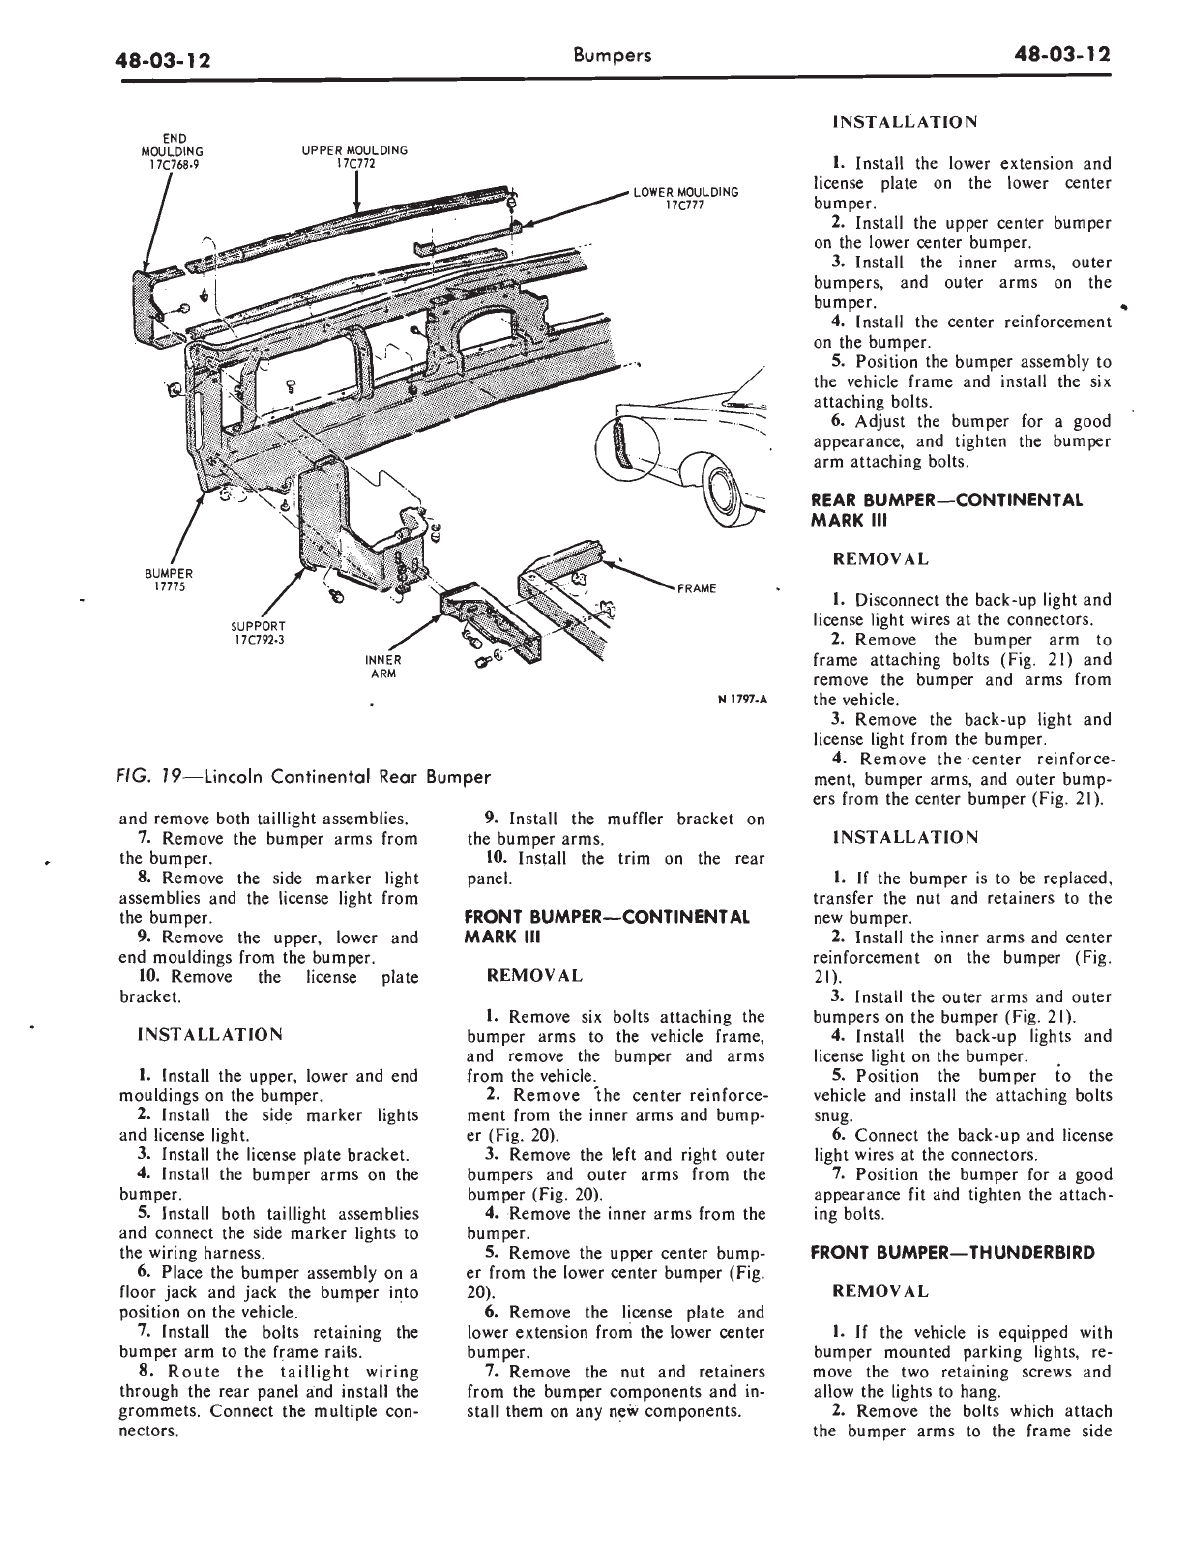 48-03-12
Bumpers
48-03-12
END
MOULDING
17C768-9
UPPER MOULDING
17C772
LOWER MOULDING
17C777
BUMPER
17775
SUPPORT
17C792-3
INNER
ARM
FRAME
N 1797-A
FIG. 19—Lincoln Continental Rear Bumper
and remove both taillight assemblies.
7. Remove the bumper arms from
the bumper.
8. Remove the side marker light
assemblies and the license light from
the bumper.
9. Remove the upper, lower and
end mouldings from the bumper.
10. Remove the license plate
bracket.
INSTALLATION
1. Install the upper, lower and end
mouldings on the bumper.
2. Install the side marker lights
and license light.
3. Install the license plate bracket.
4. Install the bumper arms on the
bumper.
5. Install both taillight assemblies
and connect the side marker lights to
the wiring harness.
6. Place the bumper assembly on a
floor jack and jack the bumper into
position on the vehicle.
7. Install the bolts retaining the
bumper arm to the frame rails.
8. Route the taillight wiring
through the rear panel and install the
grommets. Connect the multiple con-
nectors.
9. Install the muffler bracket on
the bumper arms.
10. Install the trim on the rear
panel.
FRONT BUMPER—CONTINENTAL
MARK III
REMOVAL
1. Remove six bolts attaching the
bumper arms to the vehicle frame,
and remove the bumper and arms
from the vehicle.
2. Remove the center reinforce-
ment from the inner arms and bump-
er (Fig. 20).
3. Remove the left and right outer
bumpers and outer arms from the
bumper (Fig. 20).
4. Remove the inner arms from the
bumper.
5. Remove the upper center bump-
er from the lower center bumper (Fig.
20).
6. Remove the license plate and
lower extension from the lower center
bumper.
7. Remove the nut and retainers
from the bumper components and in-
stall them on any new components.
INSTALLATION
1. Install the lower extension and
license plate on the lower center
bumper.
2. Install the upper center bumper
on the lower center bumper.
3. Install the inner arms, outer
bumpers, and outer arms on the
bumper.
4. Install the center reinforcement
on the bumper.
5. Position the bumper assembly to
the vehicle frame and install the six
attaching bolts.
6. Adjust the bumper for a good
appearance, and tighten the bumper
arm attaching bolts.
REAR BUMPER—CONTINENTAL
MARK III
REMOVAL
1. Disconnect the back-up light and
license light wires at the connectors.
2. Remove the bumper arm to
frame attaching bolts (Fig. 21) and
remove the bumper and arms from
the vehicle.
3. Remove the back-up light and
license light from the bumper.
4. Remove the center reinforce-
ment, bumper arms, and outer bump-
ers from the center bumper (Fig. 21).
INSTALLATION
1. If the bumper is to be replaced,
transfer the nut and retainers to the
new bumper.
2. Install the inner arms and center
reinforcement on the bumper (Fig.
21).
3. Install the outer arms and outer
bumpers on the bumper (Fig. 21).
4. Install the back-up lights and
license light on the bumper.
5. Position the bumper to the
vehicle and install the attaching bolts
snug.
6. Connect the back-up and license
light wires at the connectors.
7. Position the bumper for a good
appearance fit and tighten the attach-
ing bolts.
FRONT BUMPER—THUNDERBIRD
REMOVAL
1. If the vehicle is equipped with
bumper mounted parking lights, re-
move the two retaining screws and
allow the lights to hang.
2. Remove the bolts which attach
the bumper arms to the frame side